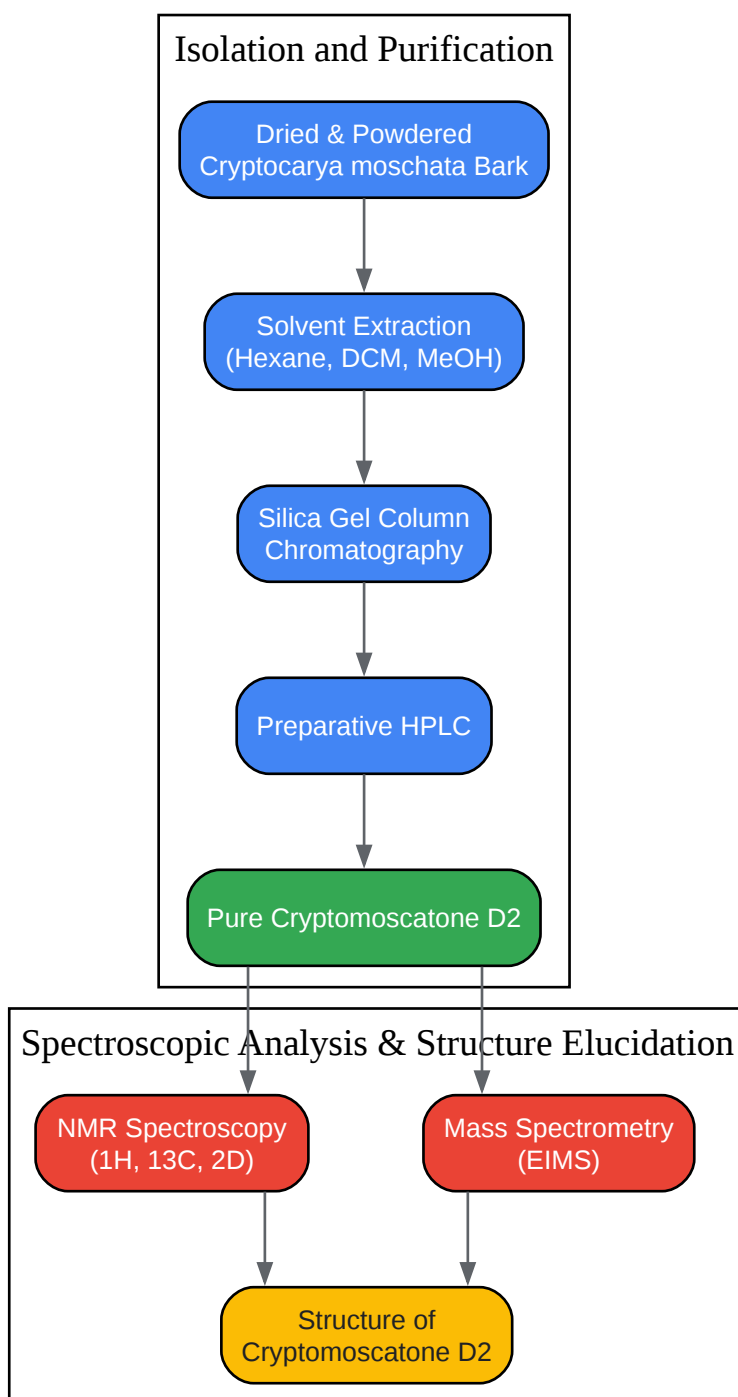 Isolation and Purification
Dried & Powdered
Cryptocarya moschata Bark
Solvent Extraction
(Hexane, DCM, MeOH)
Silica Gel Column
Chromatography
Preparative HPLC
Pure Cryptomoscatone D2
Spectroscopic Analysis & Structure Elucidation
NMR Spectroscopy
(1H, 13C, 2D)
Mass Spectrometry
(EIMS)
Structure of
Cryptomoscatone D2